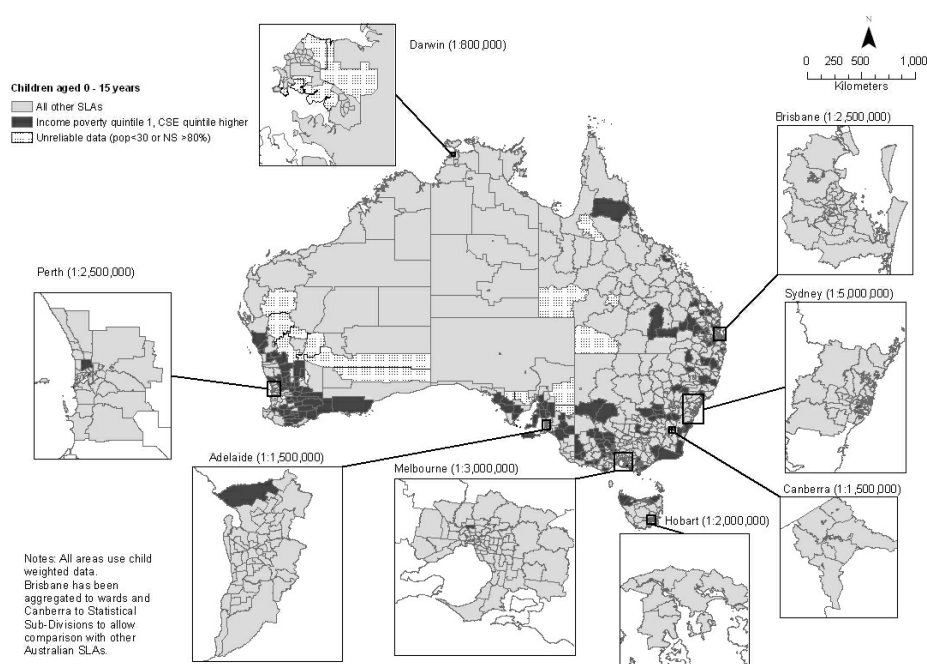 Darwin (1:800,000)
N
0 250 500 1,000
Kilometers
Children aged 0 - 15 years
All other SLAs
Income poverty quintile 1, CSE quintile higher
Unreliable data (pop<30 or NS >80%)
Brisbane (1:2,500,000)
Perth (1:2,500,000)
Sydney (1:5,000,000)
Adelaide (1:1,500,000)
Melbourne (1:3,000,000)
Canberra (1:1,500,000)
Hobart (1:2,000,000)
Notes: All areas use child
weighted data.
Brisbane has been
aggregated to wards and
Canberra to Statistical
Sub-Divisions to allow
comparison with other
Australian SLAs.